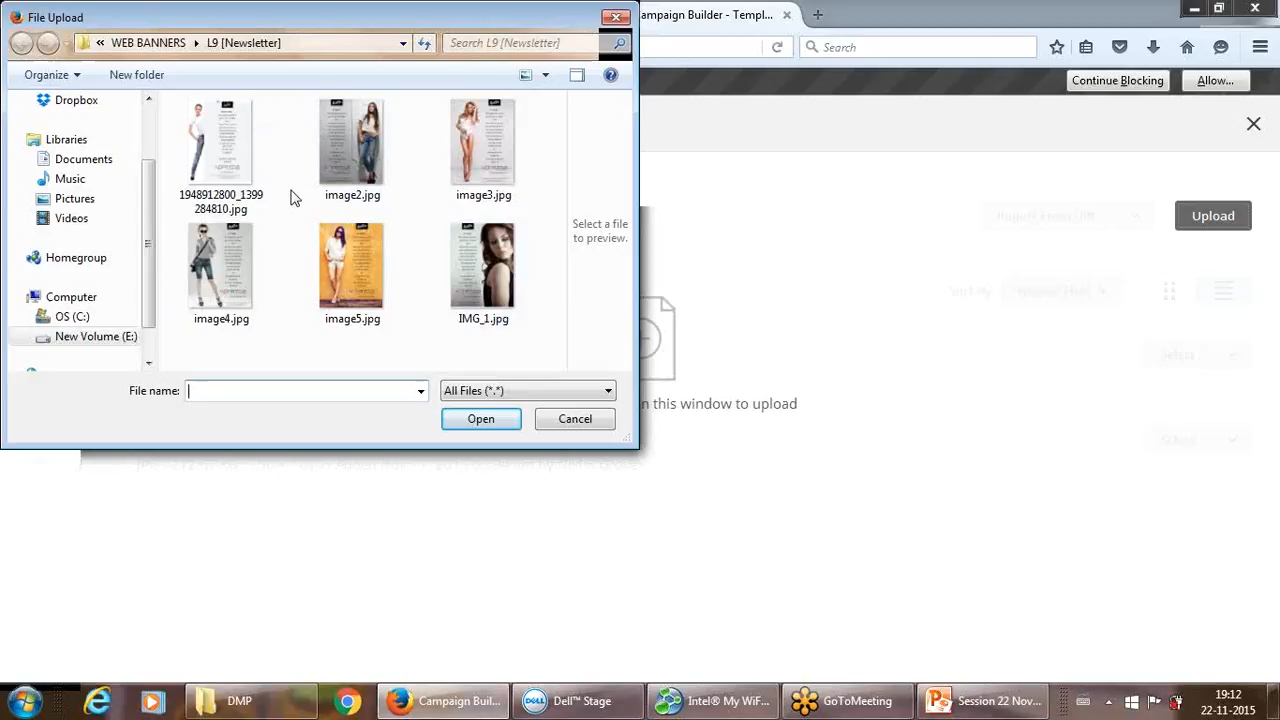 File Upload
ampaign Builder - Templ...
WEB BANNERS
L9 [Newsletter]
Search L9 [Newsletter]
Search
Organize
New folder
Continue Blocking
Allow...
Dropbox
Libraries
Documents
Music
Pictures
Videos
Homegroup
Computer
OS (C:)
New Volume (E:)
1948912800_1399
284810.jpg
image2.jpg
image3.jpg
image4.jpg
image5.jpg
IMG_1.jpg
Select a file
to preview.
Upload
Sort By
n this window to upload
File name:
All Files (*.*)
Open
Cancel
DMP
Campaign Buil...
Dell™ Stage
Intel® My WiF...
GoToMeeting
Session 22 Nov...
19:12
22-11-2015